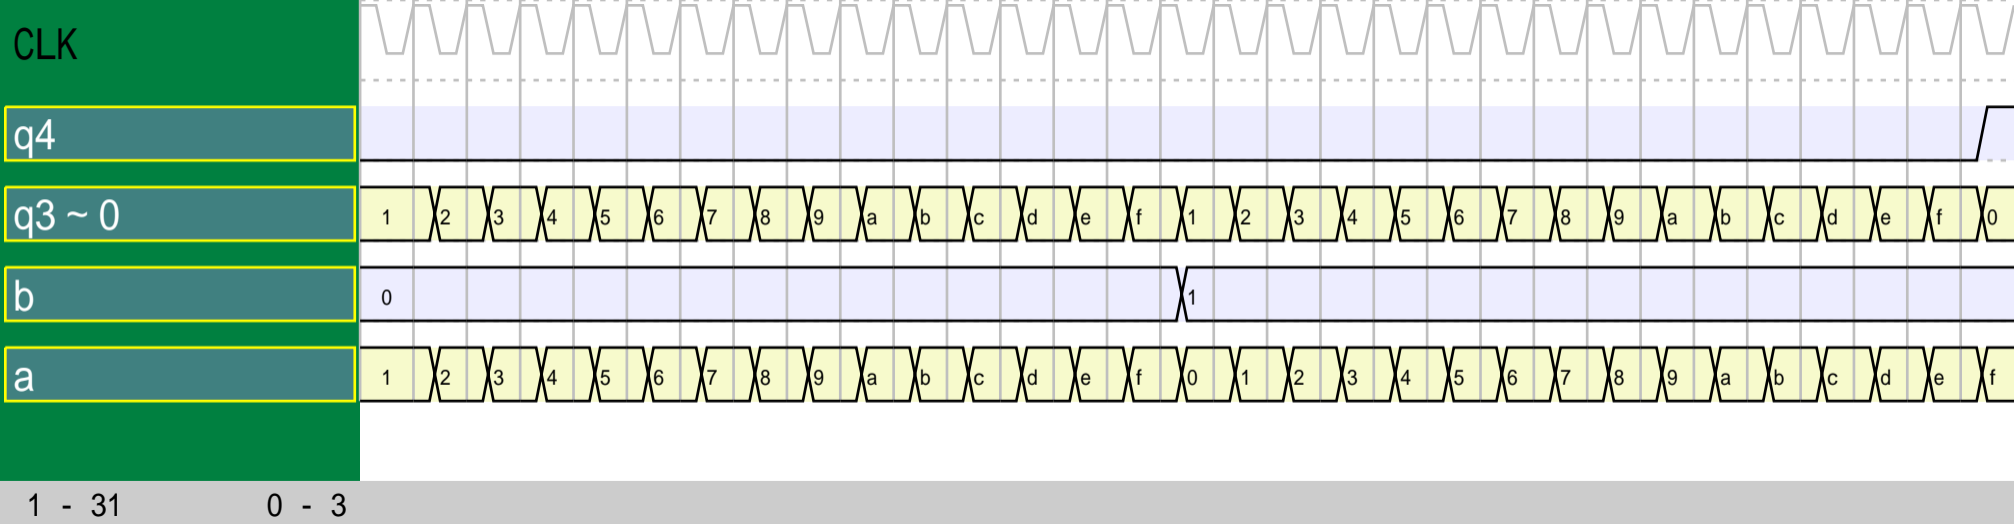 CLK
q4
q3 ~ 0 1 2 3 4 5 6 7 8 9 a b c d e f 1 2 3 4 5 6 7 8 9 a b c d e f 0
b 0 1
a 1 2 3 4 5 6 7 8 9 a b c d e f 0 1 2 3 4 5 6 7 8 9 a b c d e f
1 - 31 0 - 3